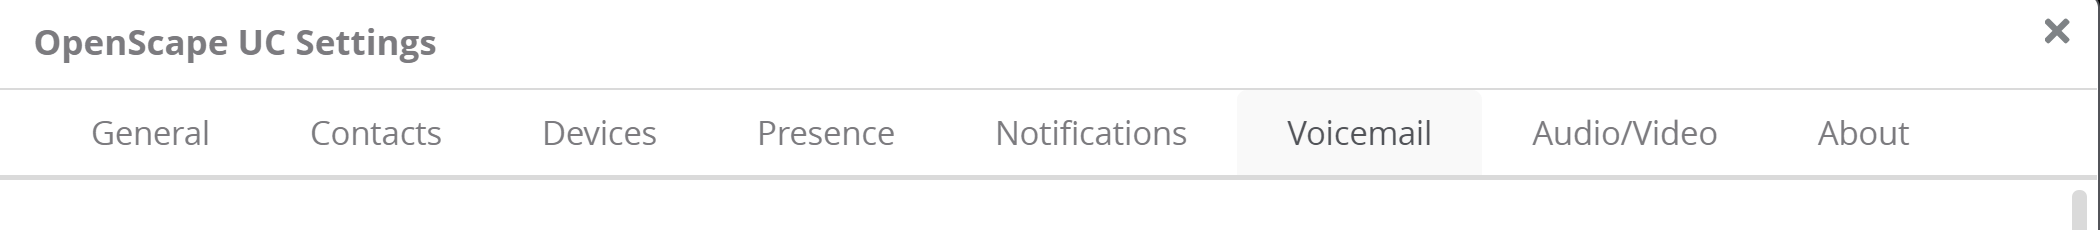 OpenScape UC Settings
General Contacts Devices Presence Notifications Voicemail Audio/Video About